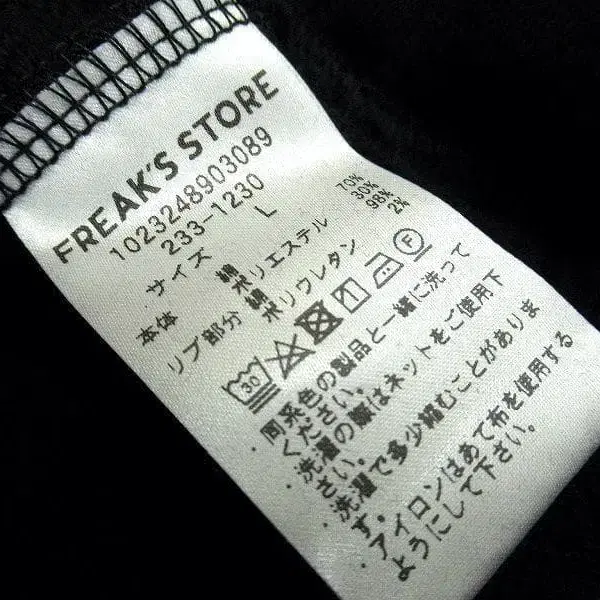 FREAK'S STORE
1023248903089
233-1230
サイズ L
本体 綿 70%
ポリエステル 30%
リブ部分 綿 98%
ポリウレタン 2%
30 F
・同系色の製品と一緒に洗って
ください。
・洗濯の際はネットをご使用下
さい。
・洗濯で多少縮むことがありま
す。
・アイロンはあて布を使用する
ようにして下さい。